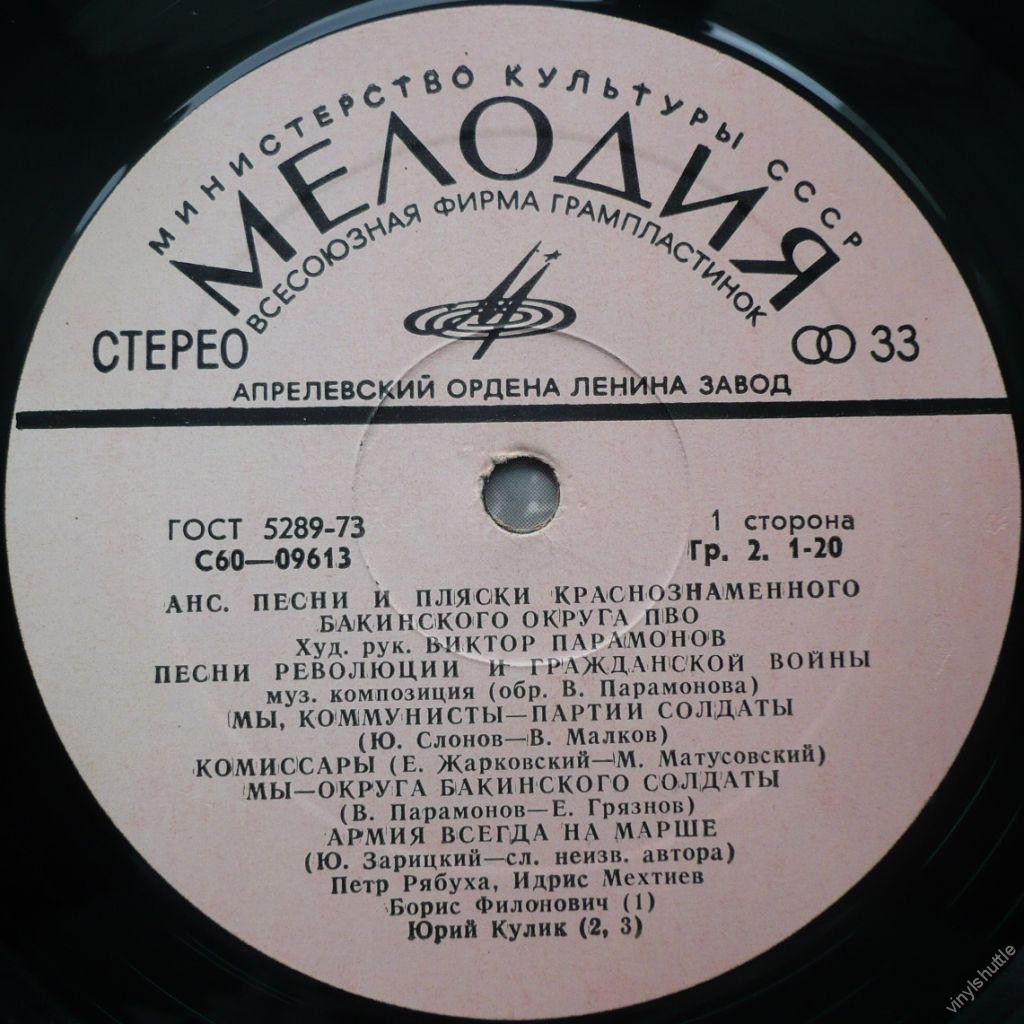 МИНИСТЕРСТВО КУЛЬТУРЫ СССР
МЕЛОДИЯ
ВСЕСОЮЗНАЯ ФИРМА ГРАМПЛАСТИНОК
СТЕРЕО
33
АПРЕЛЕВСКИЙ ОРДЕНА ЛЕНИНА ЗАВОД
ГОСТ 5289-73
1 сторона
С60—09613
Гр. 2. 1-20
АНС. ПЕСНИ И ПЛЯСКИ КРАСНОЗНАМЕННОГО
БАКИНСКОГО ОКРУГА ПВО
Худ. рук. ВИКТОР ПАРАМОНОВ
ПЕСНИ РЕВОЛЮЦИИ И ГРАЖДАНСКОЙ ВОЙНЫ
муз. композиция (обр. В. Парамонова)
МЫ, КОММУНИСТЫ—ПАРТИИ СОЛДАТЫ
(Ю. Слонов—В. Малков)
КОМИССАРЫ (Е. Жарковский—М. Матусовский)
МЫ—ОКРУГА БАКИНСКОГО СОЛДАТЫ
(В. Парамонов—Е. Грязнов)
АРМИЯ ВСЕГДА НА МАРШЕ
(Ю. Зарицкий—сл. неизв. автора)
Петр Рябуха, Идрис Мехтиев
Борис Филонович (1)
Юрий Кулик (2, 3)
vinylshuttle